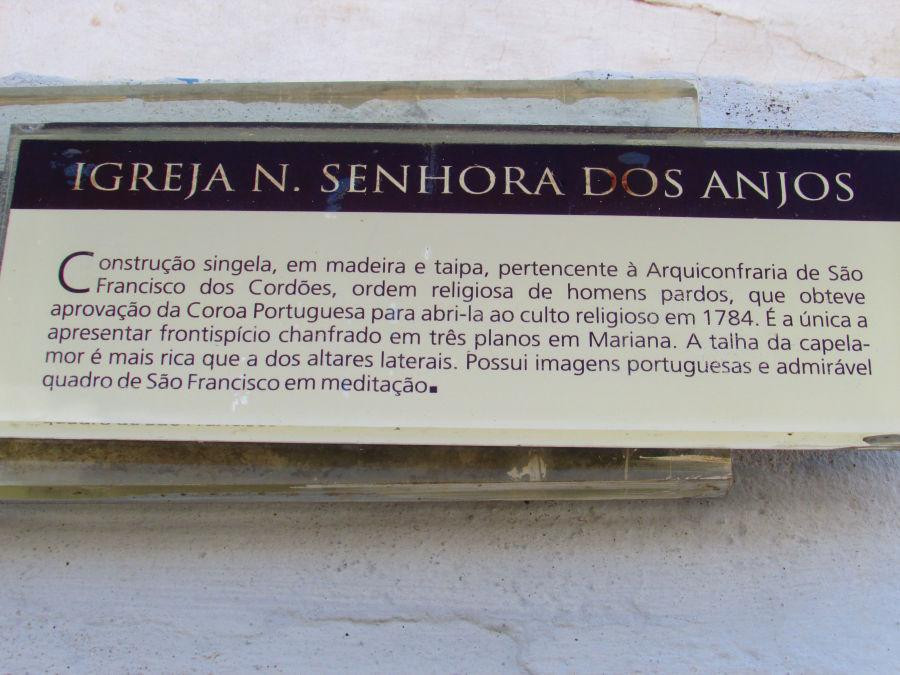 IGREJA N. SENHORA DOS ANJOS
Construção singela, em madeira e taipa, pertencente à Arquiconfraria de São
Francisco dos Cordões, ordem religiosa de homens pardos, que obteve
aprovação da Coroa Portuguesa para abri-la ao culto religioso em 1784. É a única a
apresentar frontispício chanfrado em três planos em Mariana. A talha da capela-
mor é mais rica que a dos altares laterais. Possui imagens portuguesas e admirável
quadro de São Francisco em meditação.